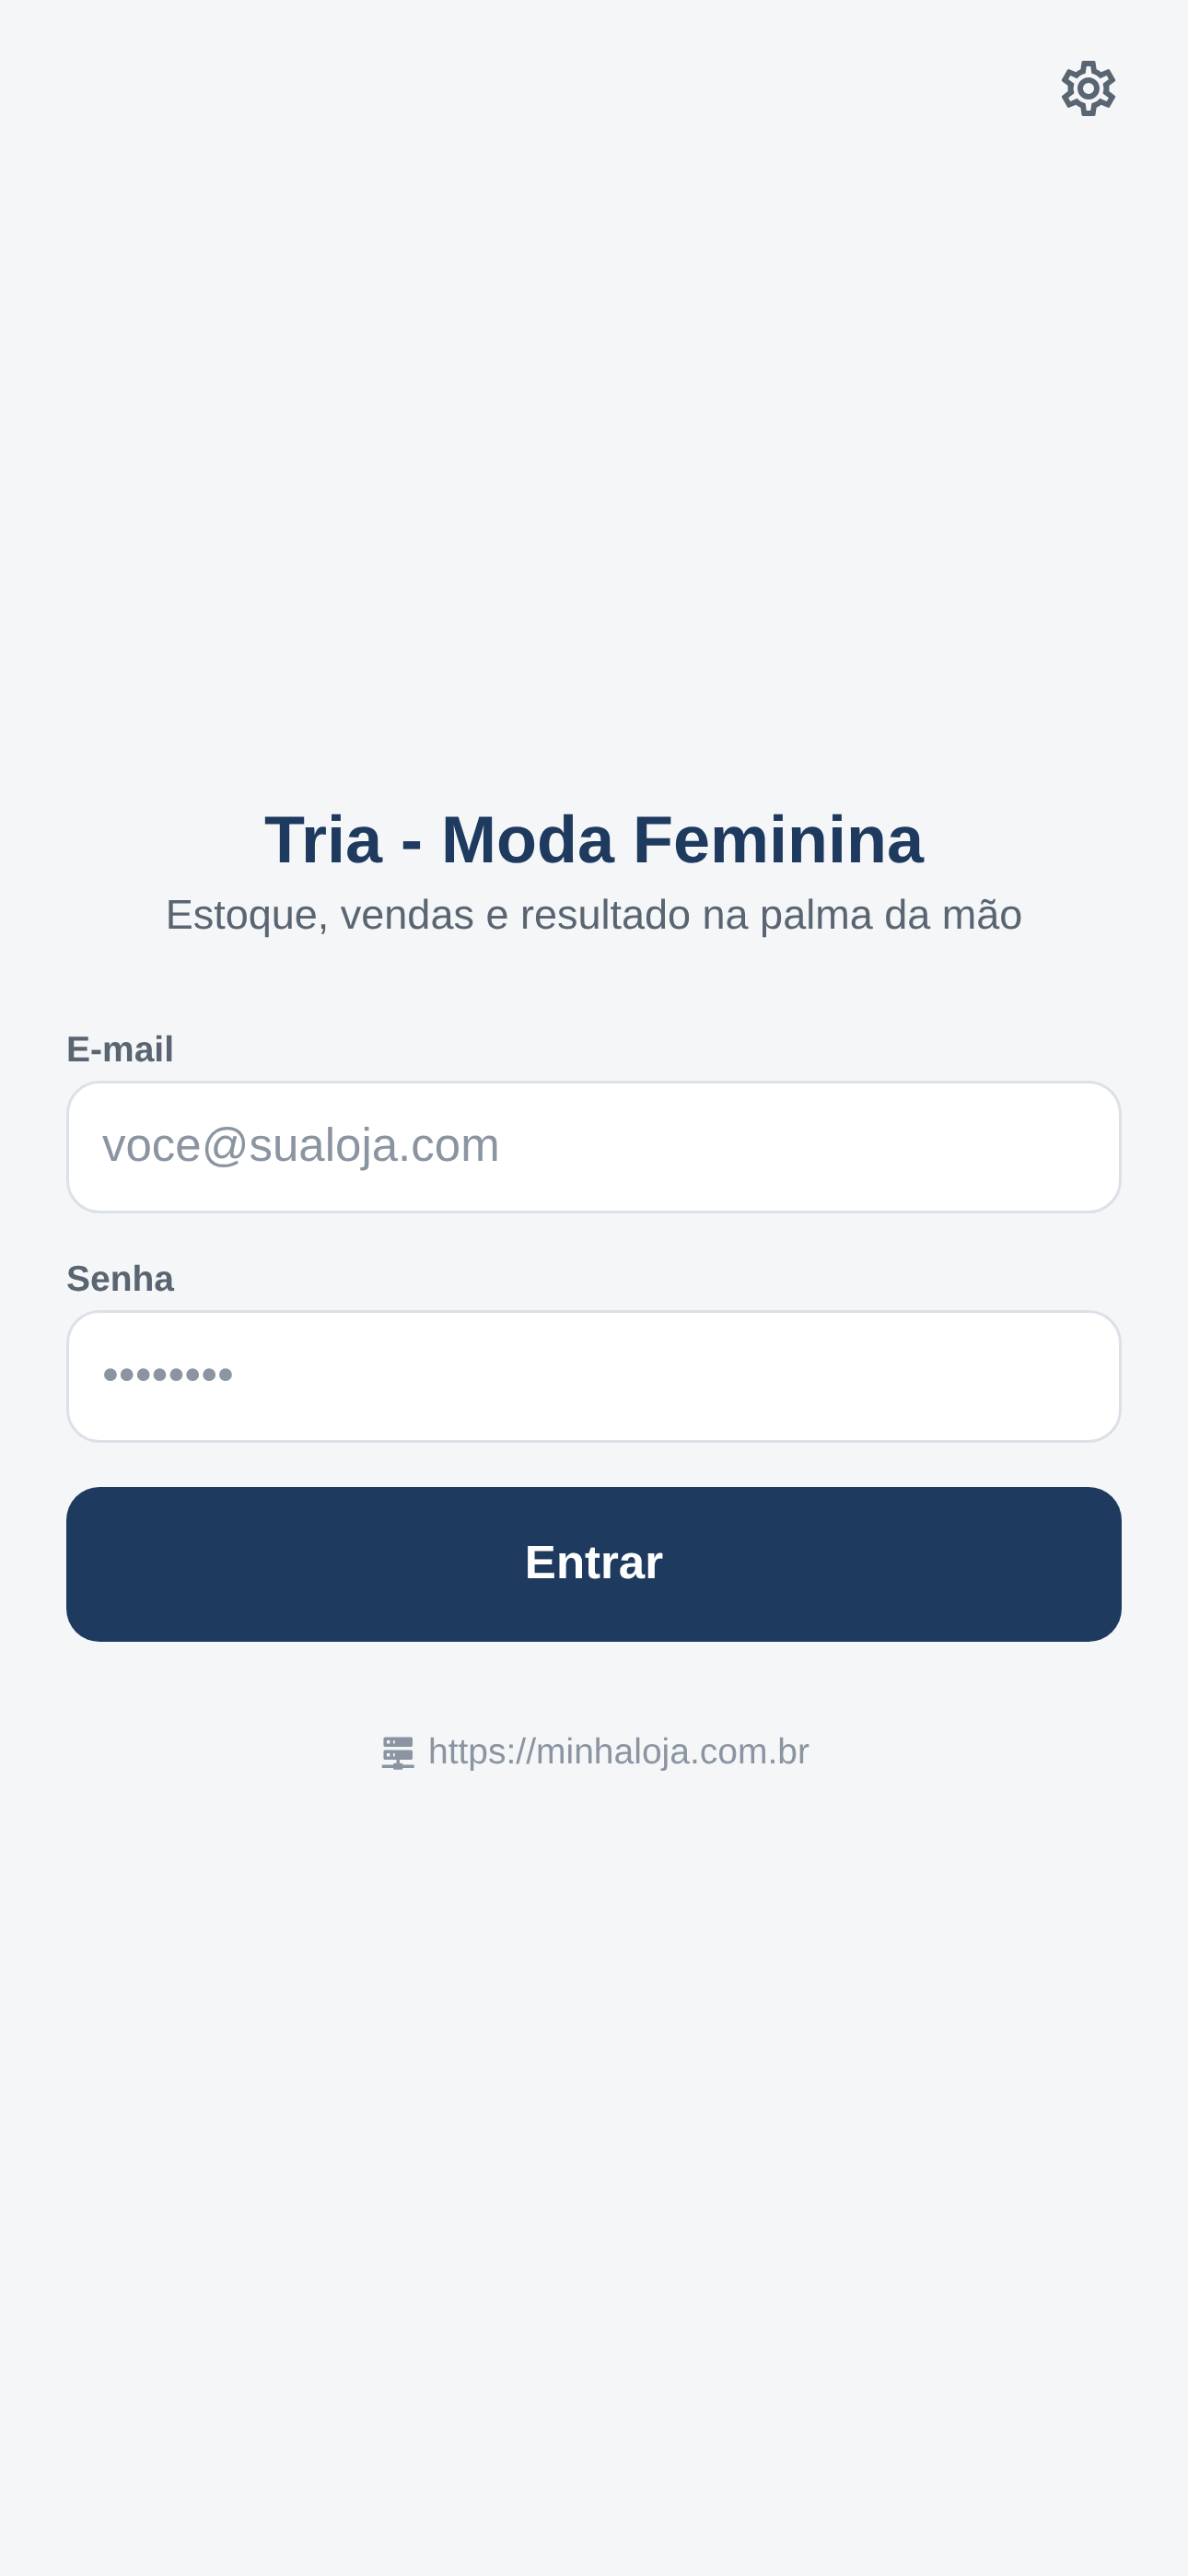 Tria - Moda Feminina
Estoque, vendas e resultado na palma da mão
E-mail
voce@sualoja.com
Senha
••••••••
Entrar
https://minhaloja.com.br